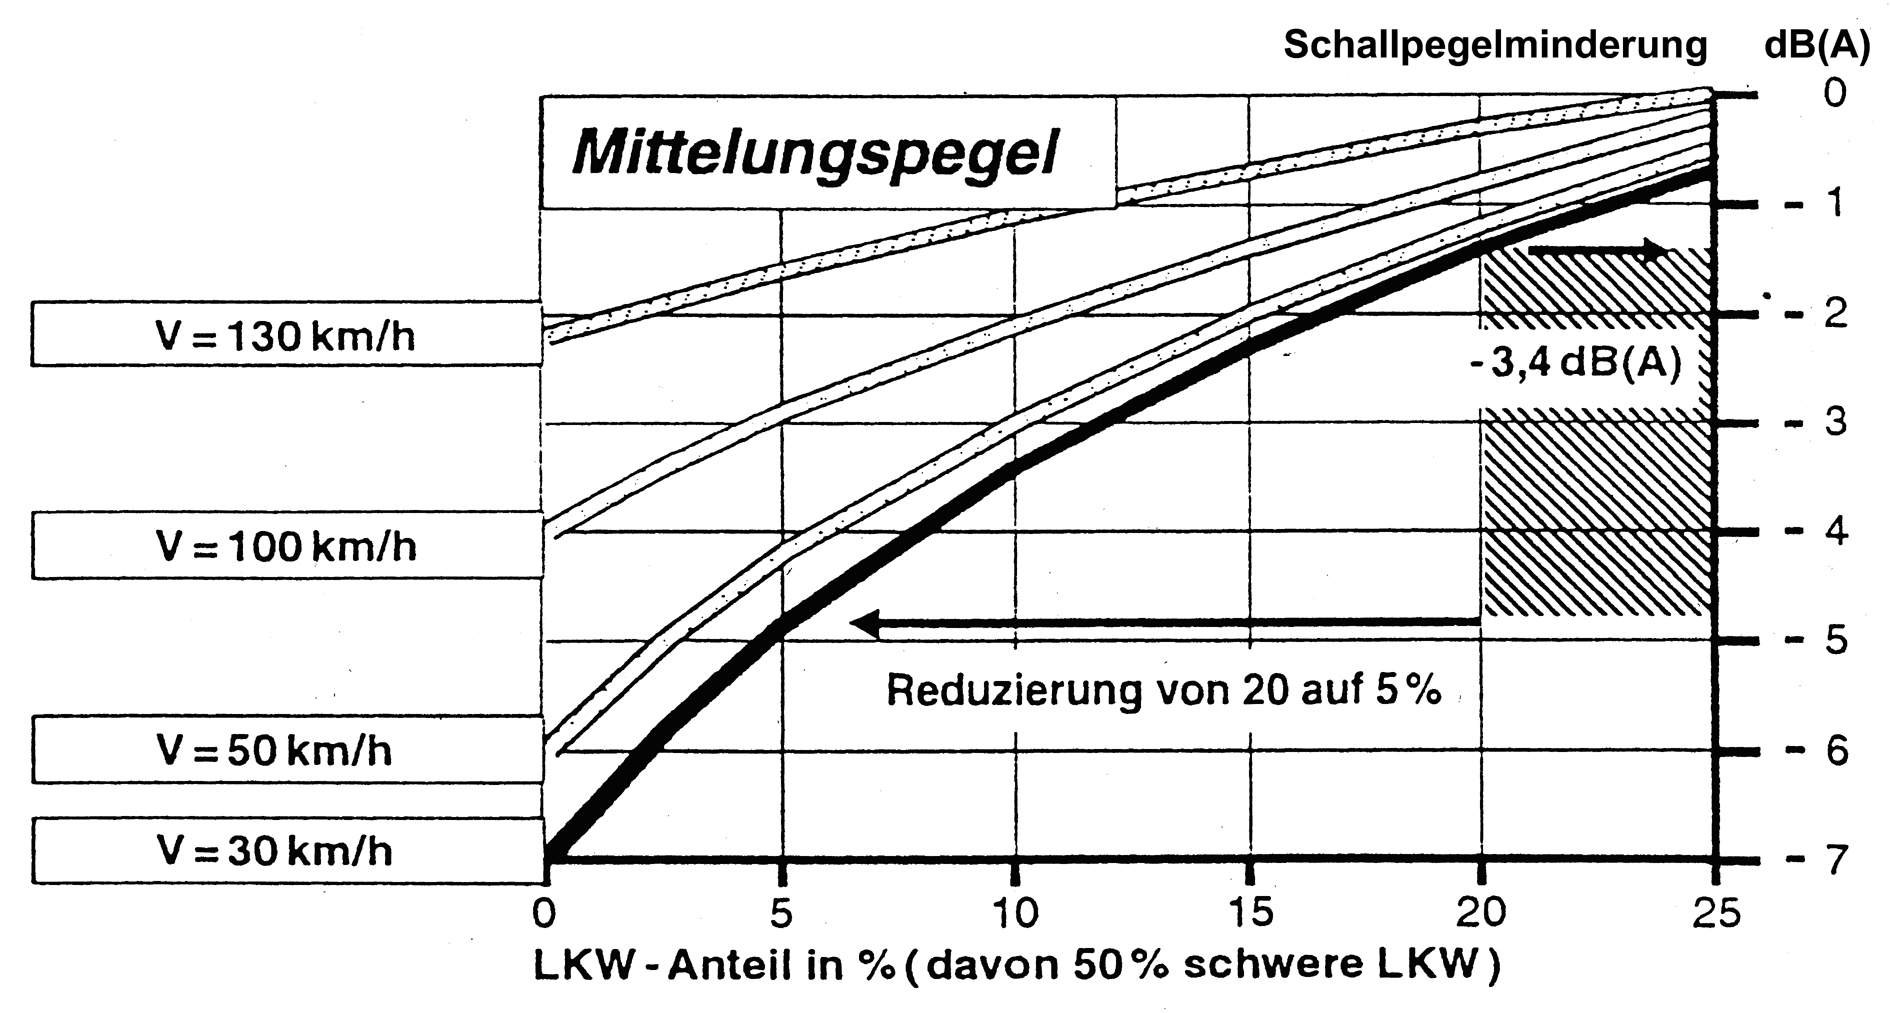 Schallpegelminderung dB(A)
Mittelungspegel
0
- 1
- 2
- 3
- 4
- 5
- 6
- 7
V = 130 km/h
V = 100 km/h
V = 50 km/h
V = 30 km/h
- 3,4 dB(A)
Reduzierung von 20 auf 5 %
0 5 10 15 20 25
LKW - Anteil in % ( davon 50 % schwere LKW )